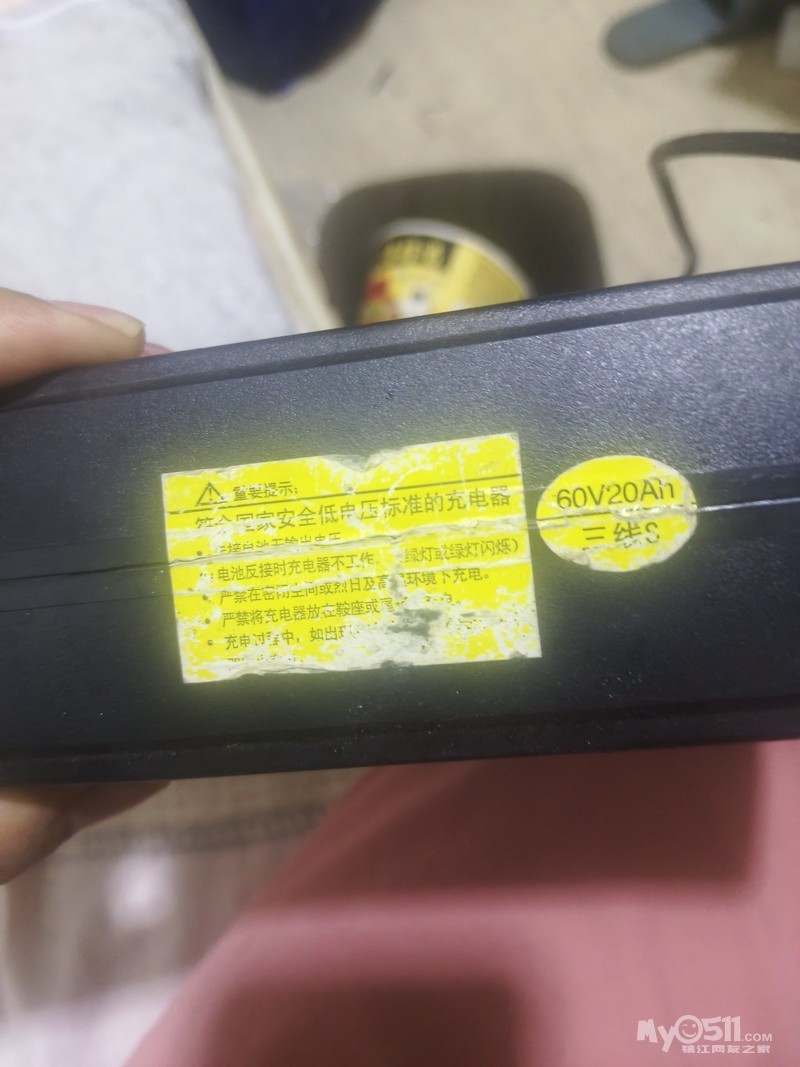 重要提示:
符合国家安全低电压标准的充电器
电池反接时充电器不工作 绿灯或绿灯闪烁)
严禁在密闭空间或烈日及高 环境下充电。
严禁将充电器放在鞍座或
充电过程中,如出现
60V20Ah
三线S
My0511.COM
镇江网友之家